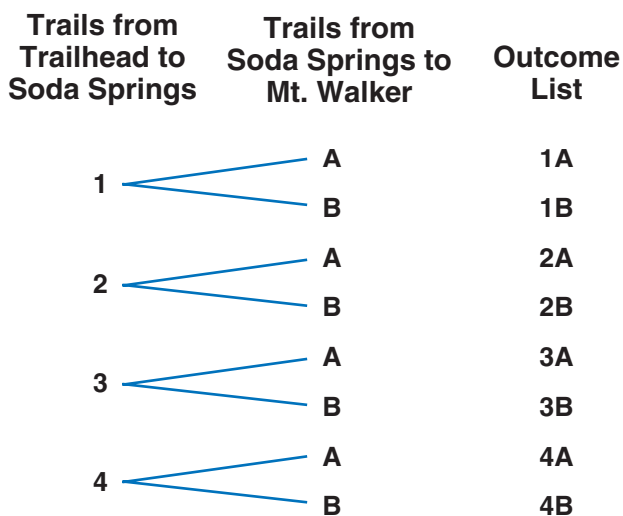 Trails from
Trailhead to
Soda Springs
Trails from
Soda Springs to
Mt. Walker
Outcome
List
1
A
1A
B
1B
2
A
2A
B
2B
3
A
3A
B
3B
4
A
4A
B
4B